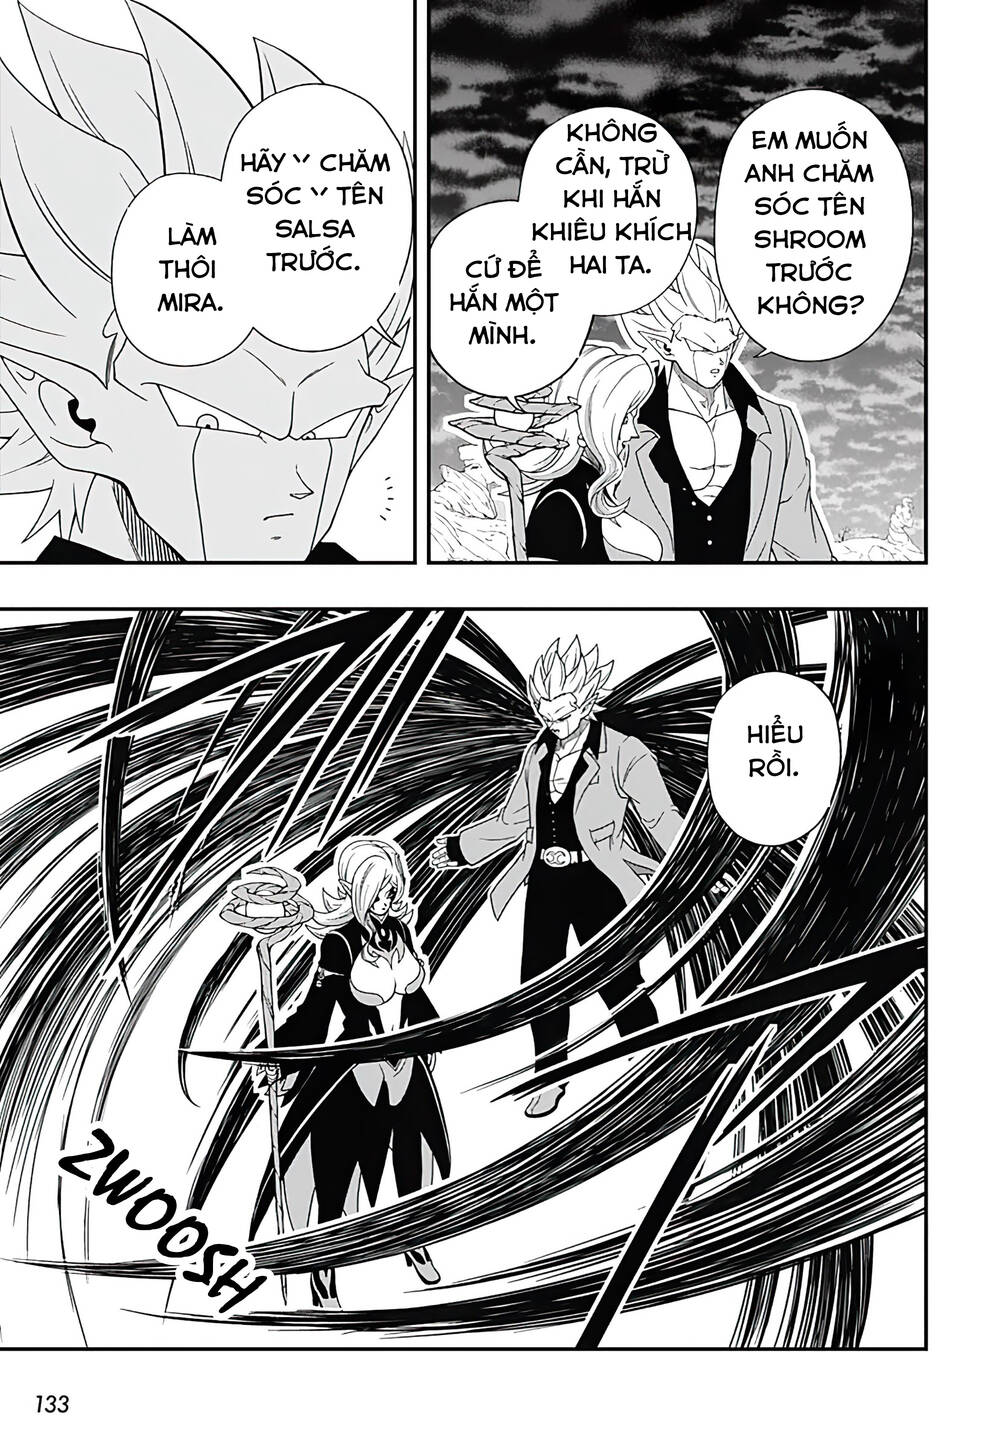 EM MUỐN
ANH CHĂM
SÓC TÊN
SHROOM
TRƯỚC
KHÔNG?
KHÔNG
CẦN, TRỪ
KHI HẮN
KHIÊU KHÍCH
HAI TA.
CỨ ĐỂ
HẮN MỘT
MÌNH.
HÃY〝CHĂM
SÓC〝TÊN
SALSA
TRƯỚC.
LÀM
THÔI
MIRA.
HIỂU
RỒI.
ZWOOSH
133